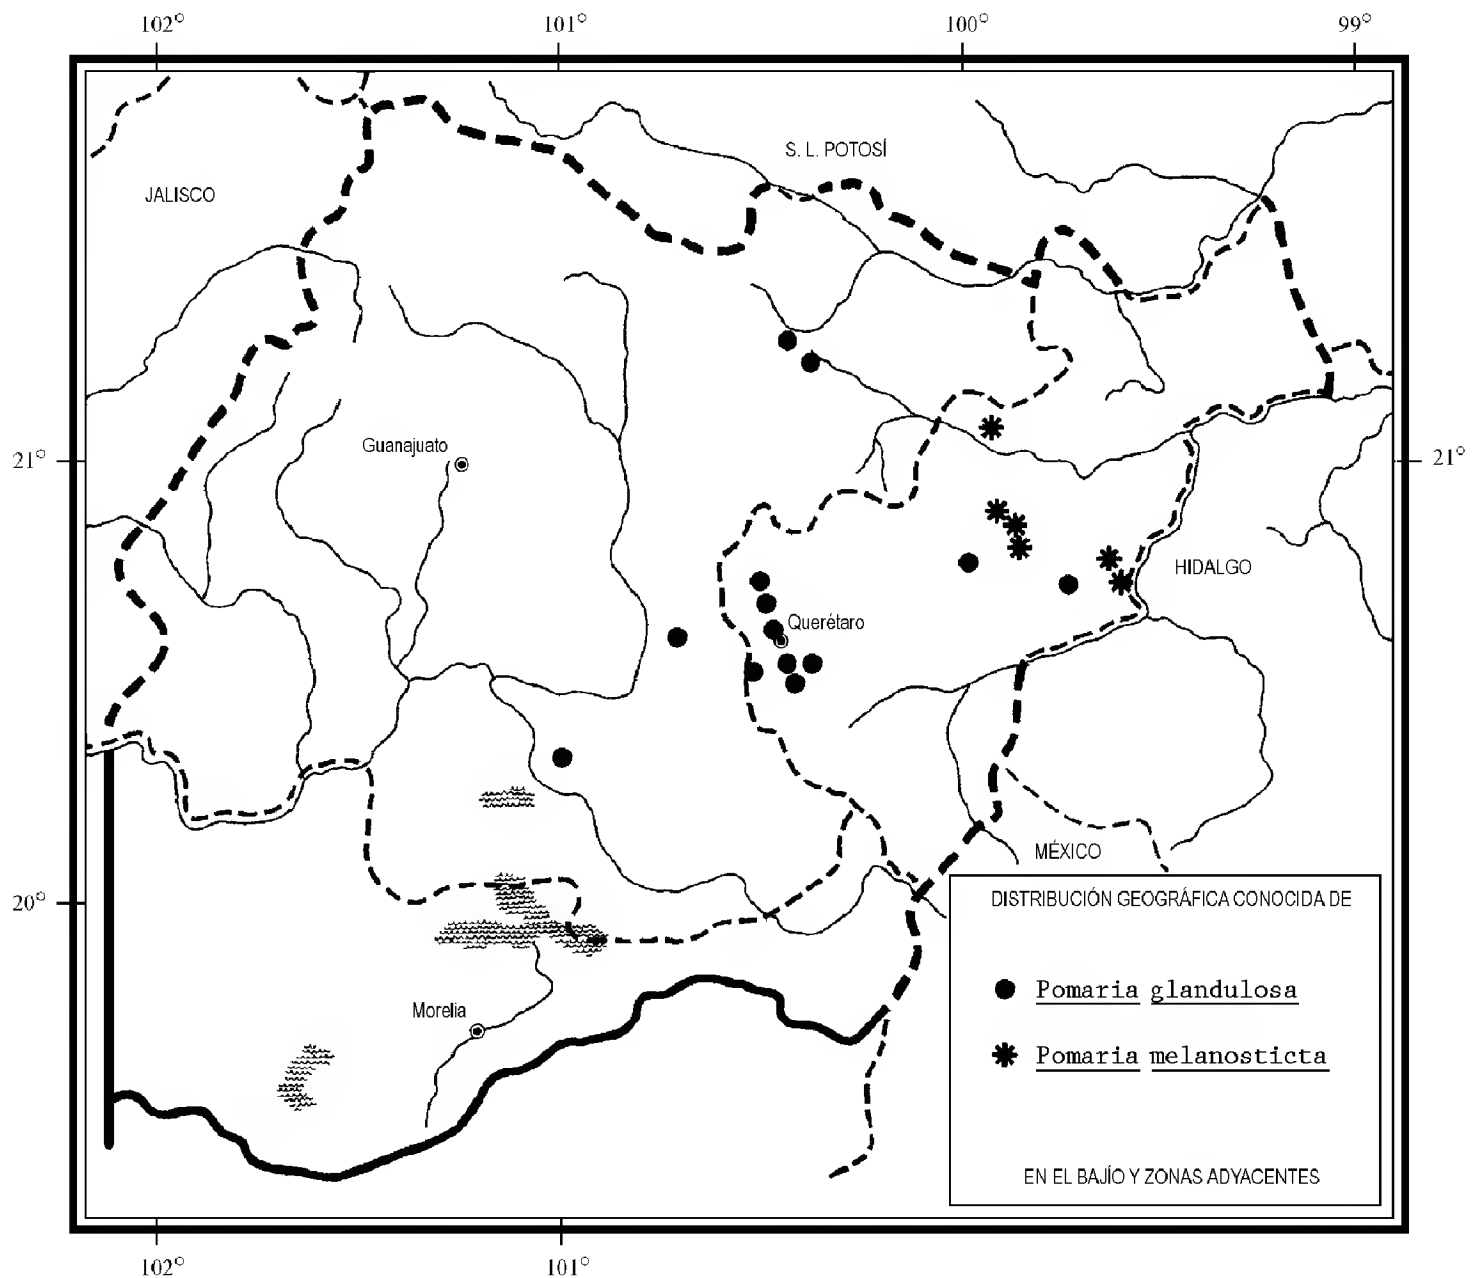 102° 101° 100° 99°
S. L. POTOSÍ
JALISCO
Guanajuato
21° 21°
HIDALGO
Querétaro
MÉXICO
20°
DISTRIBUCIÓN GEOGRÁFICA CONOCIDA DE
Pomaria glandulosa
Morelia
Pomaria melanosticta
EN EL BAJÍO Y ZONAS ADYACENTES
102° 101°